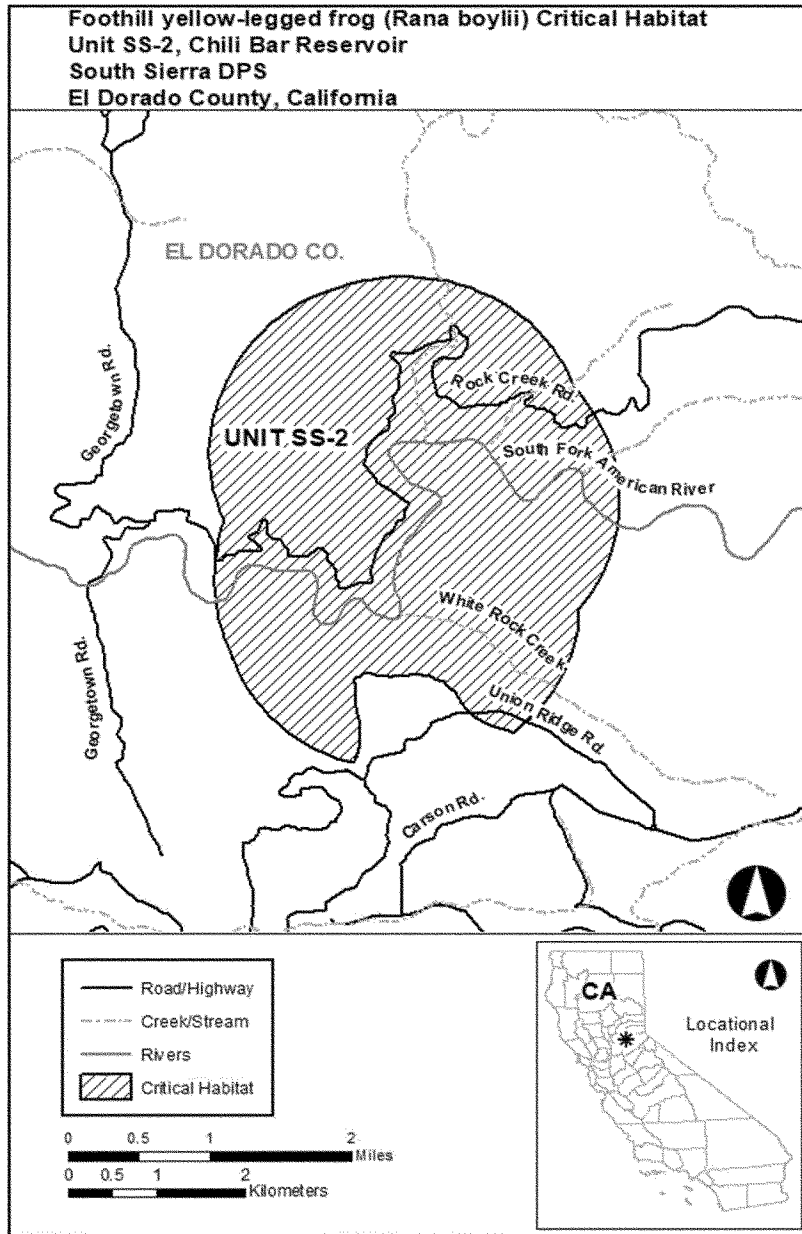 Foothill yellow-legged frog (Rana boylii) Critical Habitat
Unit SS-2, Chili Bar Reservoir
South Sierra DPS
El Dorado County, California
EL DORADO CO.
Georgetown Rd.
Rock Creek Rd.
UNIT SS-2
South Fork American River
White Rock Creek
Georgetown Rd.
Union Ridge Rd.
Carson Rd.
Road/Highway
Creek/Stream
Rivers
Critical Habitat
0 0.5 1 2
Miles
0 0.5 1 2
Kilometers
CA
Locational
Index